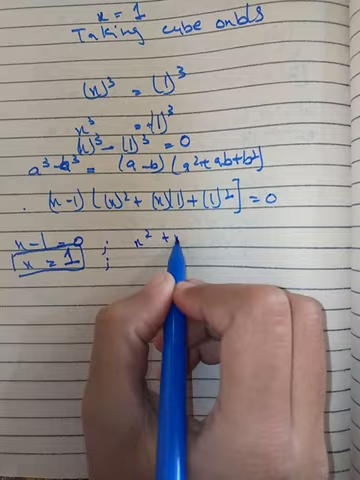 x = 1
Taking cube on b/s
(x)³ = (1)³
x³ = (1)³
(x)³ - (1)³ = 0
a³ - b³ = (a - b) (a² + ab + b²)
(x-1) [(x)² + (x)(1) + (1)²] = 0
x - 1 = 0 ; x² + x
x = 1 ;